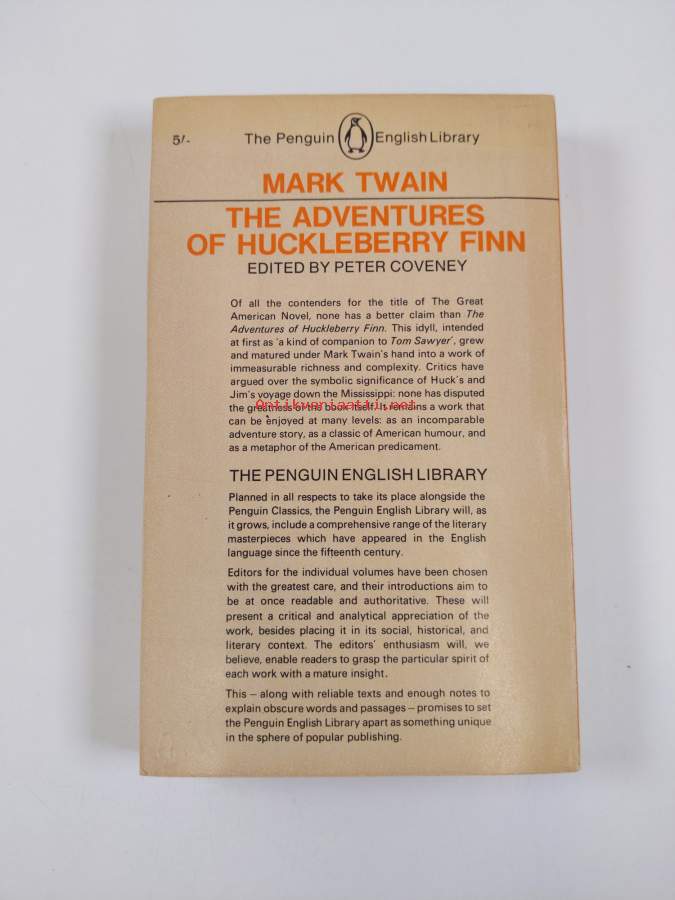 5/- The Penguin English Library
MARK TWAIN
THE ADVENTURES
OF HUCKLEBERRY FINN
EDITED BY PETER COVENEY
Of all the contenders for the title of The Great
American Novel, none has a better claim than The
Adventures of Huckleberry Finn. This idyll, intended
at first as 'a kind of companion to Tom Sawyer', grew
and matured under Mark Twain's hand into a work of
immeasurable richness and complexity. Critics have
argued over the symbolic significance of Huck's and
Jim's voyage down the Mississippi: none has disputed
the greatness of the book itself. It remains a work that
Antikvariaatti.net
can be enjoyed at many levels: as an incomparable
adventure story, as a classic of American humour, and
as a metaphor of the American predicament.
THE PENGUIN ENGLISH LIBRARY
Planned in all respects to take its place alongside the
Penguin Classics, the Penguin English Library will, as
it grows, include a comprehensive range of the literary
masterpieces which have appeared in the English
language since the fifteenth century.
Editors for the individual volumes have been chosen
with the greatest care, and their introductions aim to
be at once readable and authoritative. These will
present a critical and analytical appreciation of the
work, besides placing it in its social, historical, and
literary context. The editors' enthusiasm will, we
believe, enable readers to grasp the particular spirit of
each work with a mature insight.
This – along with reliable texts and enough notes to
explain obscure words and passages – promises to set
the Penguin English Library apart as something unique
in the sphere of popular publishing.